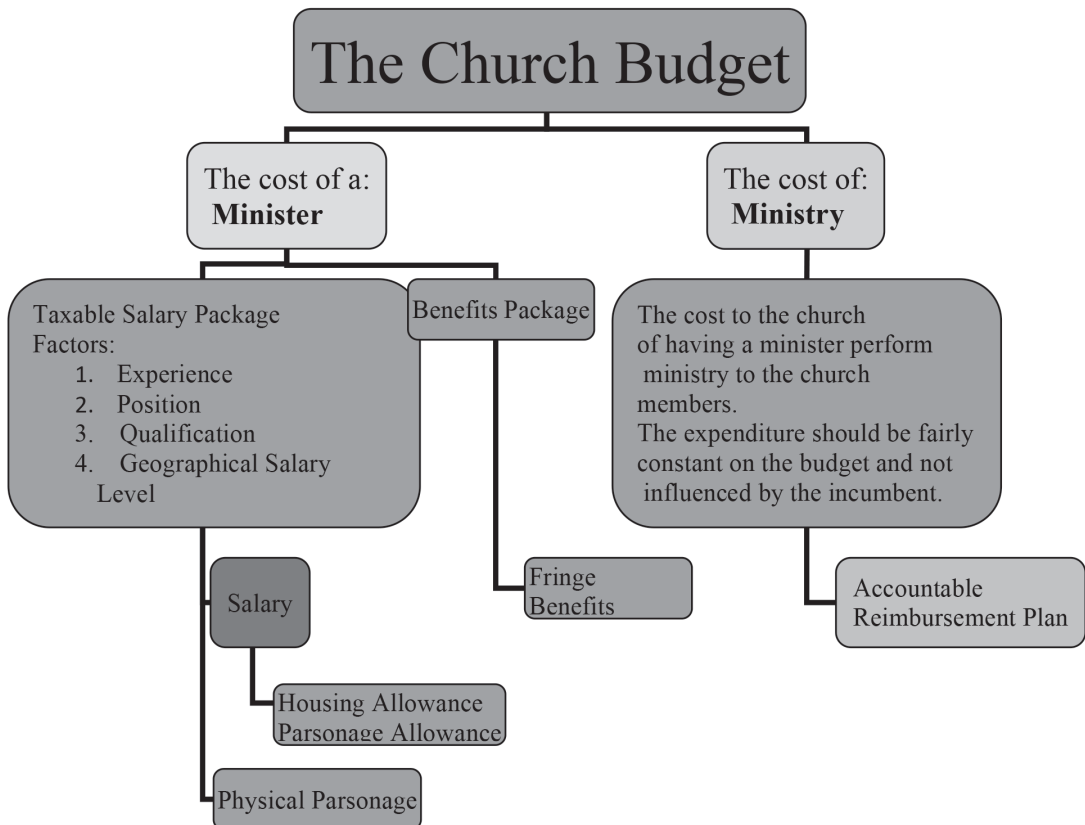 The Church Budget
The cost of a:
Minister
The cost of:
Ministry
Taxable Salary Package
Factors:
1. Experience
2. Position
3. Qualification
4. Geographical Salary
Level
Benefits Package
The cost to the church
of having a minister perform
ministry to the church
members.
The expenditure should be fairly
constant on the budget and not
influenced by the incumbent.
Salary
Fringe
Benefits
Accountable
Reimbursement Plan
Housing Allowance
Parsonage Allowance
Physical Parsonage